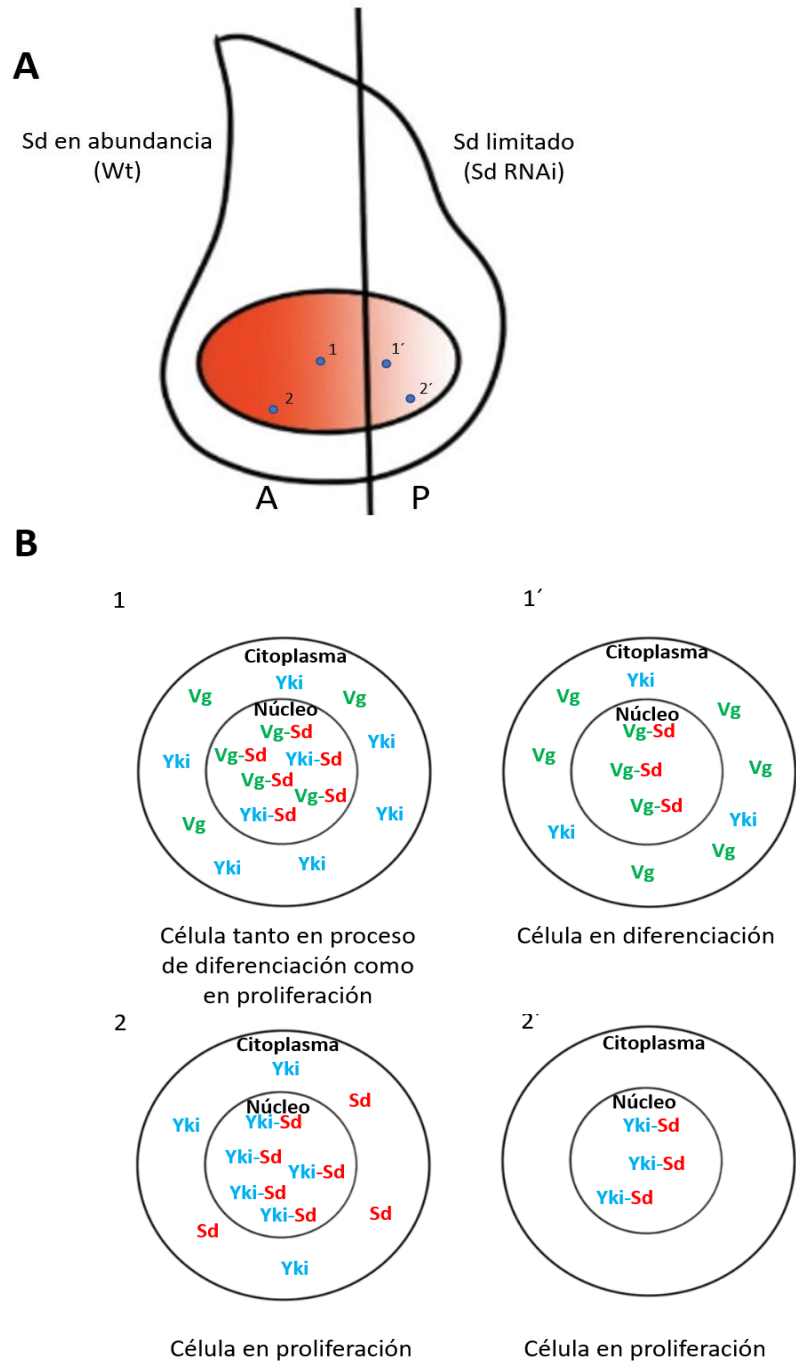 A
Sd en abundancia
(Wt)
Sd limitado
(Sd RNAi)
1
1´
2
2´
A
P
B
1
Citoplasma
Yki
Vg
Vg
Núcleo
Vg-Sd
Yki
Vg-Sd
Yki-Sd
Yki
Vg-Sd
Vg-Sd
Yki-Sd
Yki
Vg
Yki
Yki
Célula tanto en proceso
de diferenciación como
en proliferación
1´
Citoplasma
Yki
Vg
Vg
Núcleo
Vg-Sd
Vg
Vg-Sd
Vg
Vg-Sd
Yki
Yki
Vg
Vg
Célula en diferenciación
2
Citoplasma
Yki
Sd
Núcleo
Yki
Yki-Sd
Yki-Sd
Yki-Sd
Yki-Sd
Yki-Sd
Sd
Sd
Yki
Célula en proliferación
2´
Citoplasma
Núcleo
Yki-Sd
Yki-Sd
Yki-Sd
Célula en proliferación